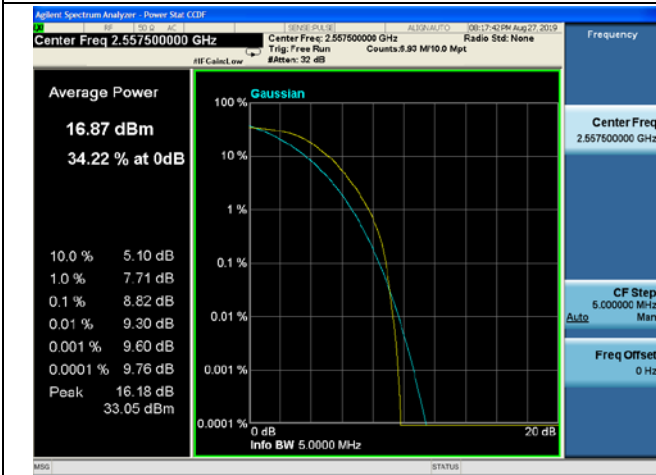 Agilent Spectrum Analyzer - Power Stat CCDF
RF 50 Ω AC SENSE:PULSE ALIGNAUTO 08:17:42 PM Aug 27, 2019
Center Freq 2.557500000 GHz
Center Freq: 2.557500000 GHz Radio Std: None
Trig: Free Run Counts:6.93 M/10.0 Mpt
#IFGain:Low #Atten: 32 dB
Frequency
Average Power
16.87 dBm
34.22 % at 0dB
10.0 % 5.10 dB
1.0 % 7.71 dB
0.1 % 8.82 dB
0.01 % 9.30 dB
0.001 % 9.60 dB
0.0001 % 9.76 dB
Peak 16.18 dB
33.05 dBm
Gaussian
100 %
10 %
1 %
0.1 %
0.01 %
0.001 %
0.0001 %
0 dB 20 dB
Info BW 5.0000 MHz
Center Freq
2.557500000 GHz
CF Step
5.000000 MHz
Auto Man
Freq Offset
0 Hz
MSG STATUS